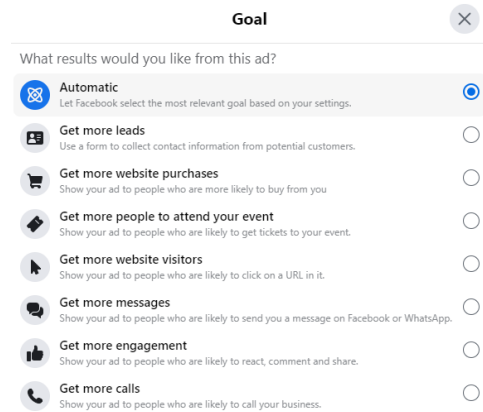 Goal
What results would you like from this ad?
Automatic
Let Facebook select the most relevant goal based on your settings.
Get more leads
Use a form to collect contact information from potential customers.
Get more website purchases
Show your ad to people who are more likely to buy from you
Get more people to attend your event
Show your ad to people who are likely to get tickets to your event.
Get more website visitors
Show your ad to people who are likely to click on a URL in it.
Get more messages
Show your ad to people who are likely to send you a message on Facebook or WhatsApp.
Get more engagement
Show your ad to people who are likely to react, comment and share.
Get more calls
Show your ad to people who are likely to call your business.